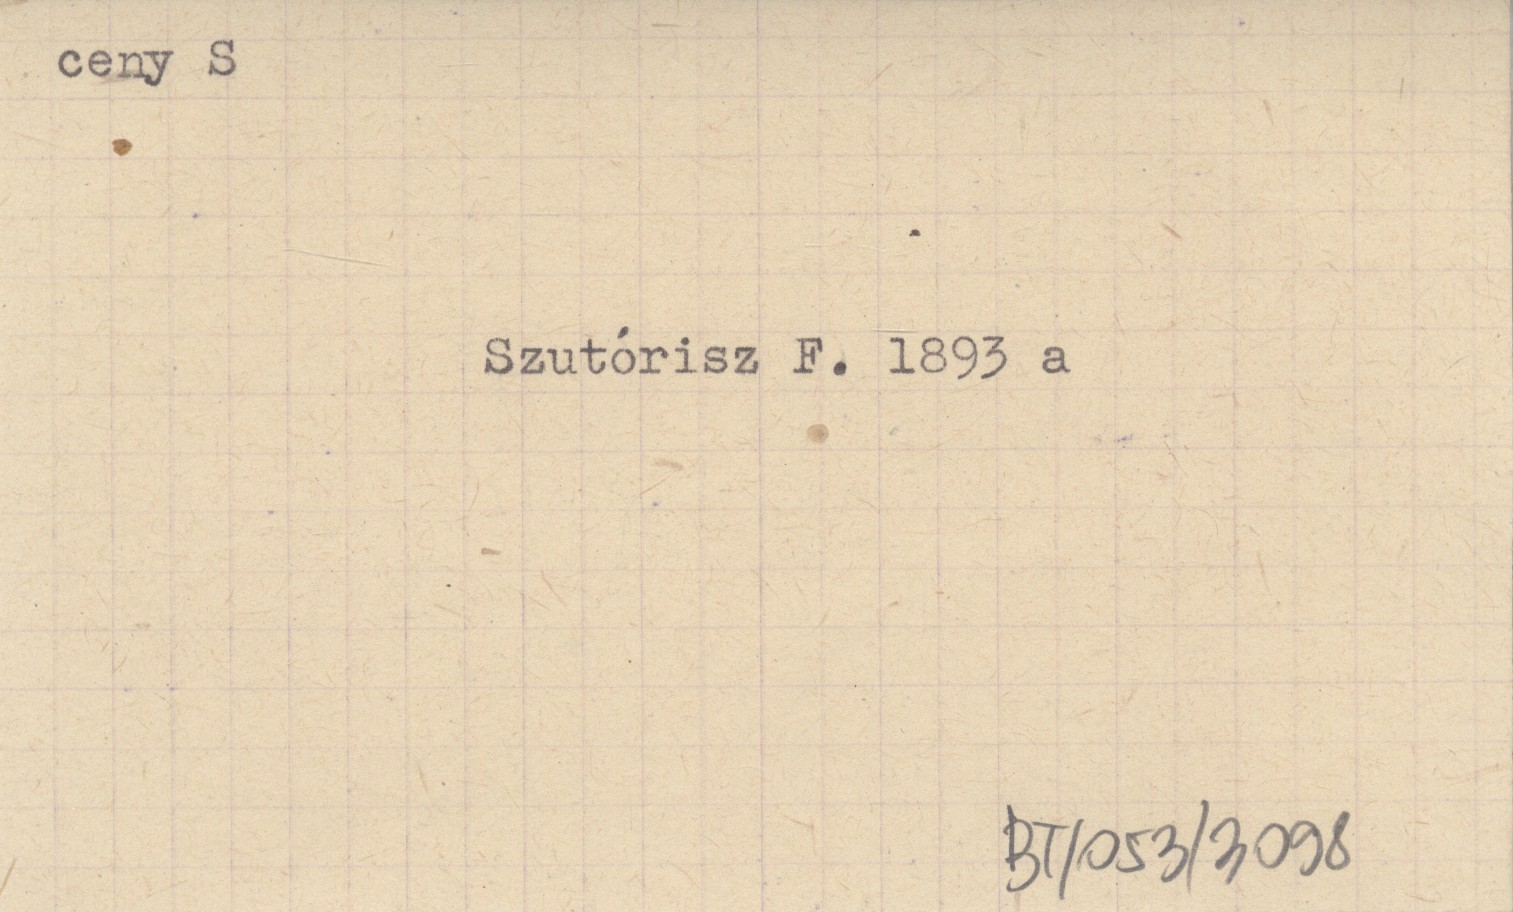 ceny S
Szutórisz F. 1893 a
BT/053/3098